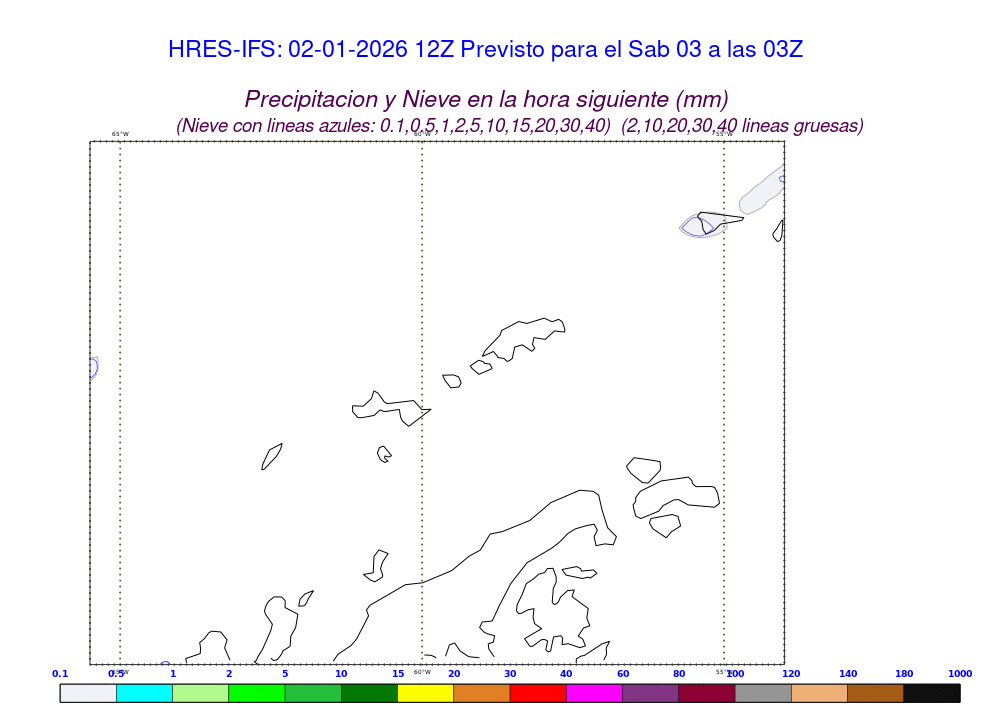 HRES-IFS: 02-01-2026 12Z Previsto para el Sab 03 a las 03Z
Precipitacion y Nieve en la hora siguiente (mm)
(Nieve con lineas azules: 0.1,0.5,1,2,5,10,15,20,30,40)  (2,10,20,30,40 lineas gruesas)
65°W 60°W 55°W
65°W 60°W 55°W
0.1 0.5 1 2 5 10 15 20 30 40 60 80 100 120 140 180 1000